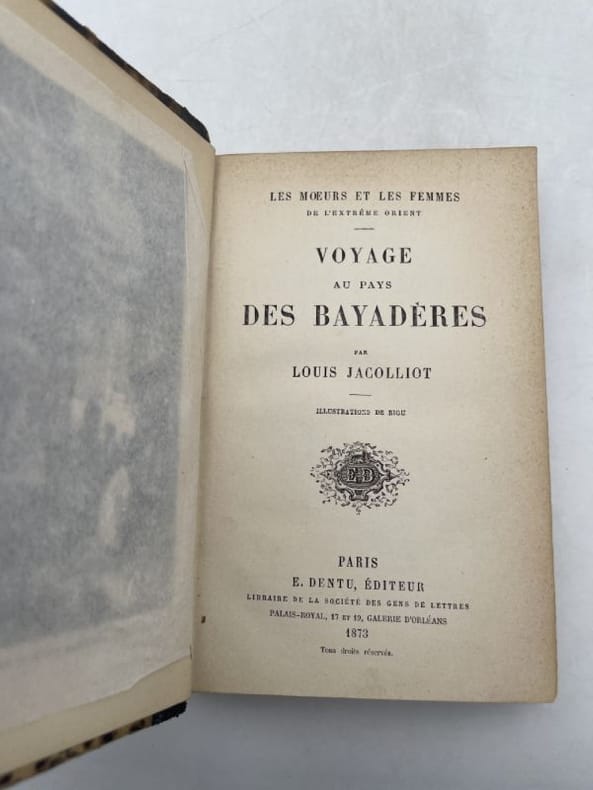 LES MŒURS ET LES FEMMES
DE L'EXTRÊME ORIENT
VOYAGE
AU PAYS
DES BAYADÈRES
PAR
LOUIS JACOLLIOT
ILLUSTRATIONS DE RIOU
ED
PARIS
E. DENTU, ÉDITEUR
LIBRAIRE DE LA SOCIÉTÉ DES GENS DE LETTRES
PALAIS-ROYAL, 17 ET 19, GALERIE D'ORLÉANS
1873
Tous droits réservés.